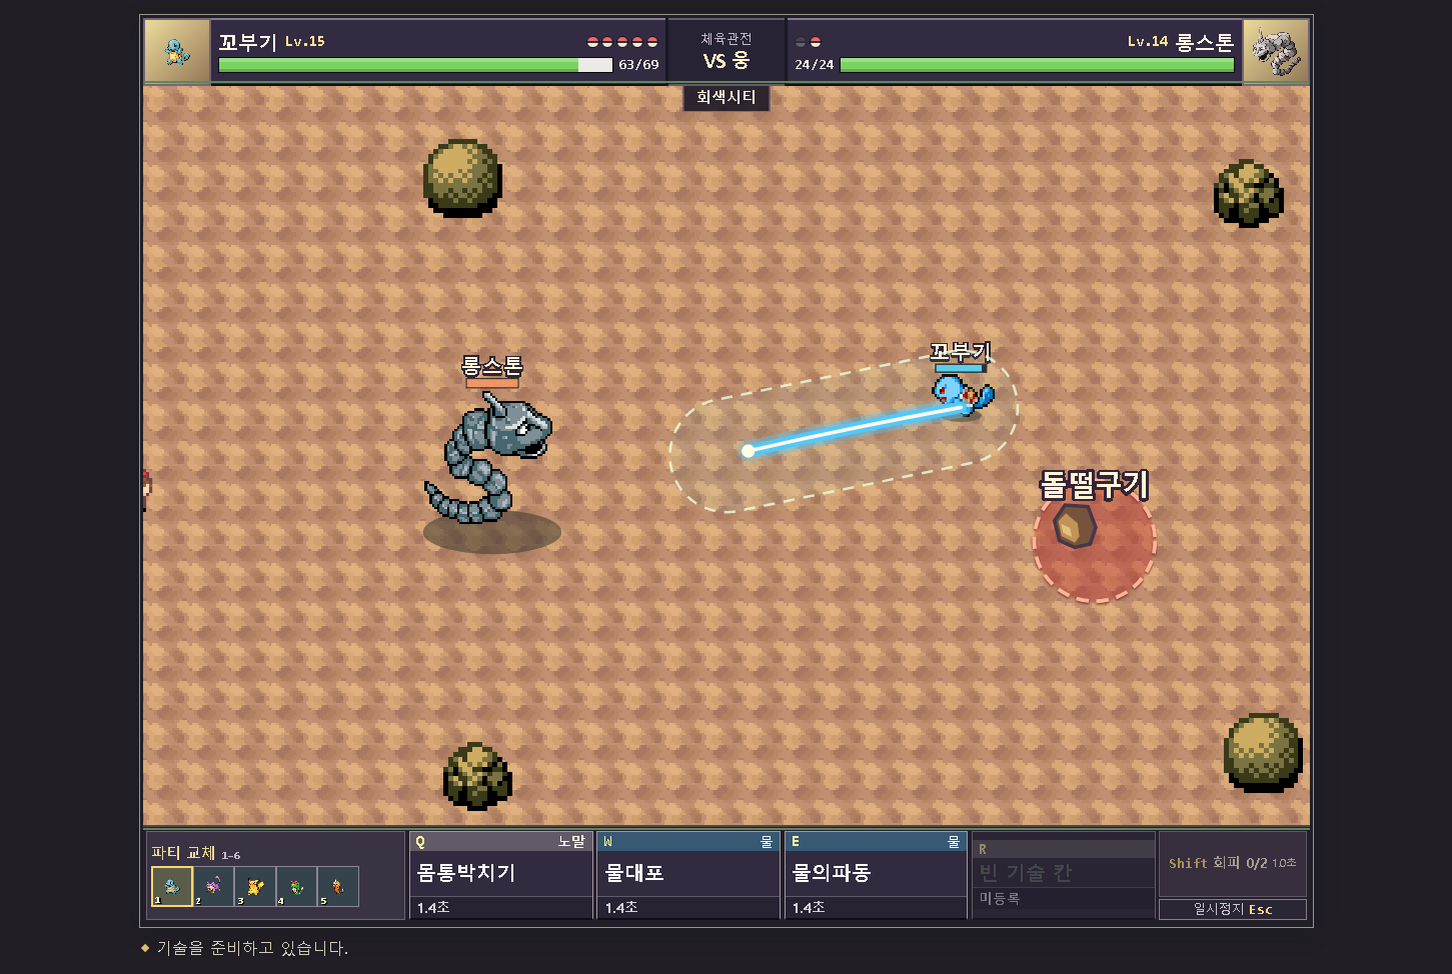 꼬부기 Lv.15
63/69
체육관전
VS 웅
Lv.14 롱스톤
24/24
회색시티
롱스톤
꼬부기
돌떨구기
파티 교체 1-6
1 2 3 4 5
Q 노말
몸통박치기
1.4초
W 물
물대포
1.4초
E 물
물의파동
1.4초
R
빈 기술 칸
미등록
Shift 회피 0/2 1.0초
일시정지 Esc
기술을 준비하고 있습니다.